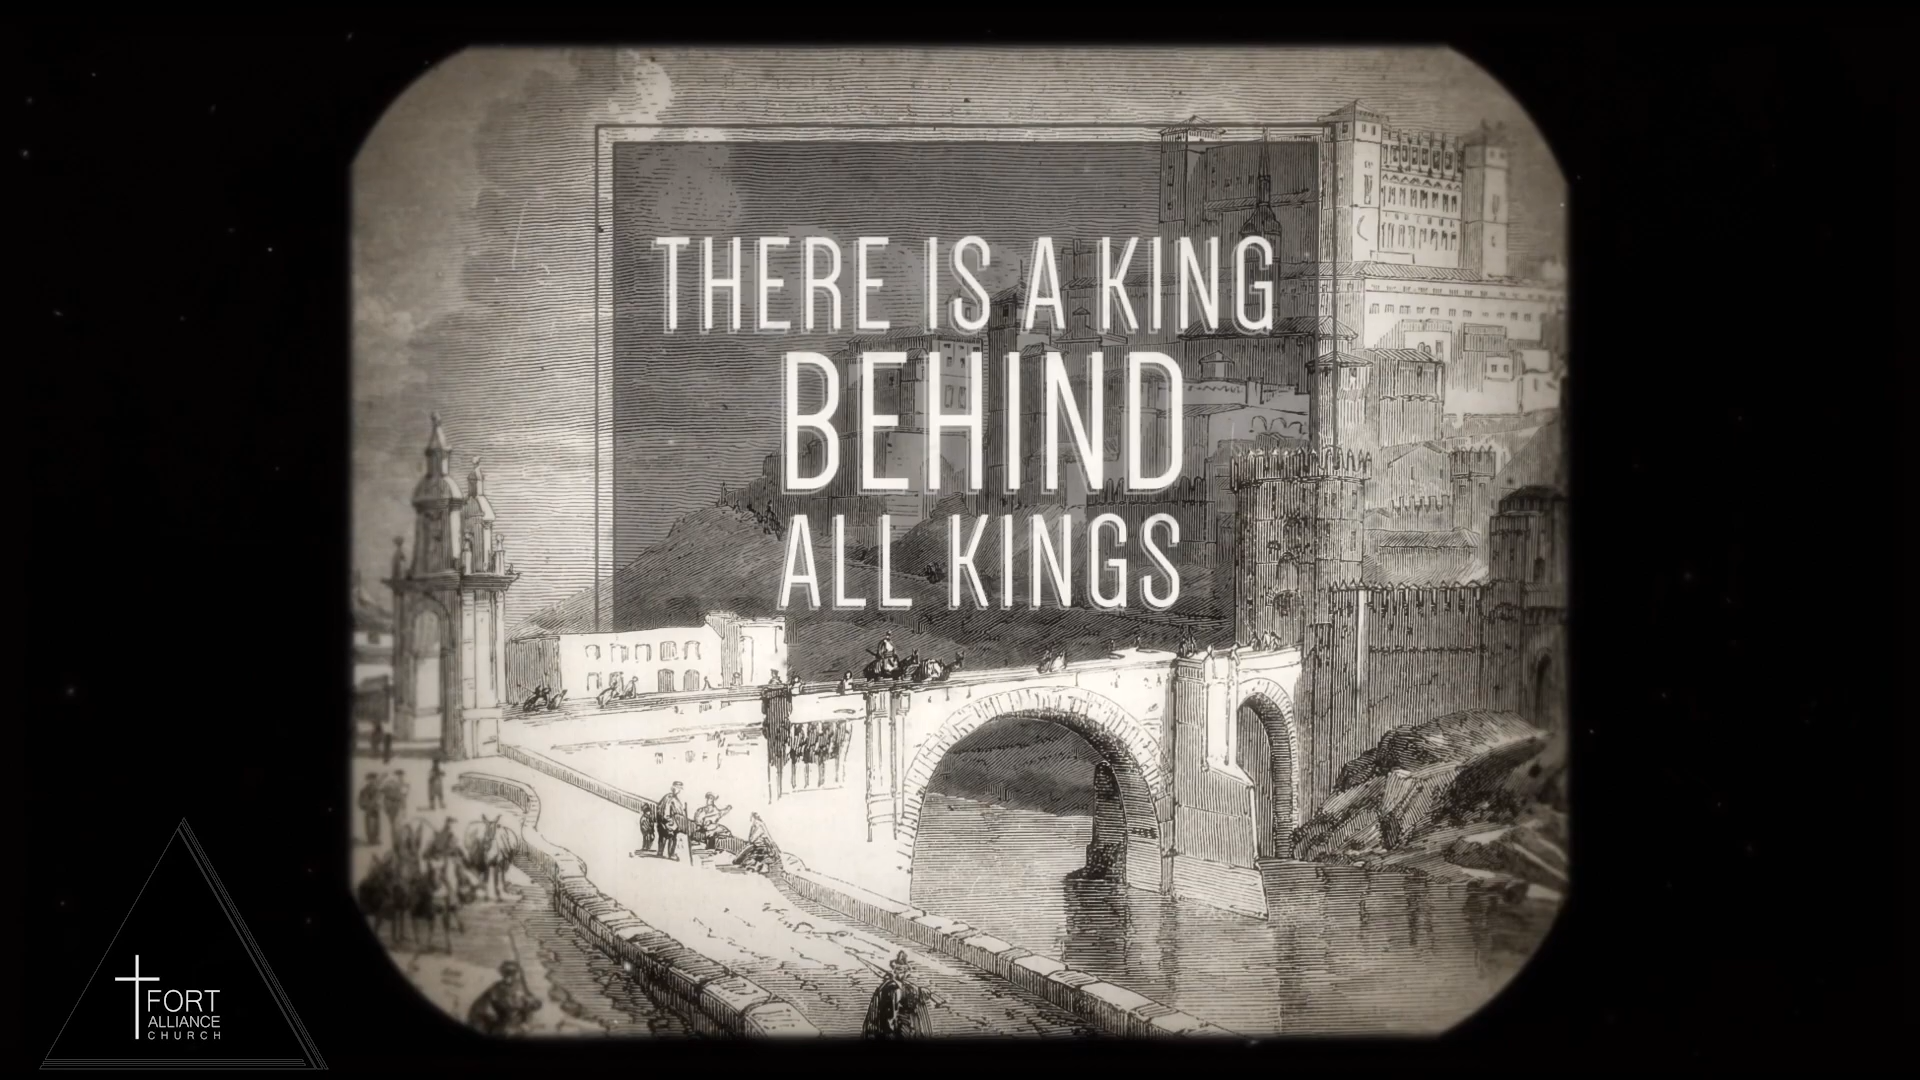 THERE IS A KING
BEHIND
ALL KINGS
FORT
ALLIANCE
CHURCH